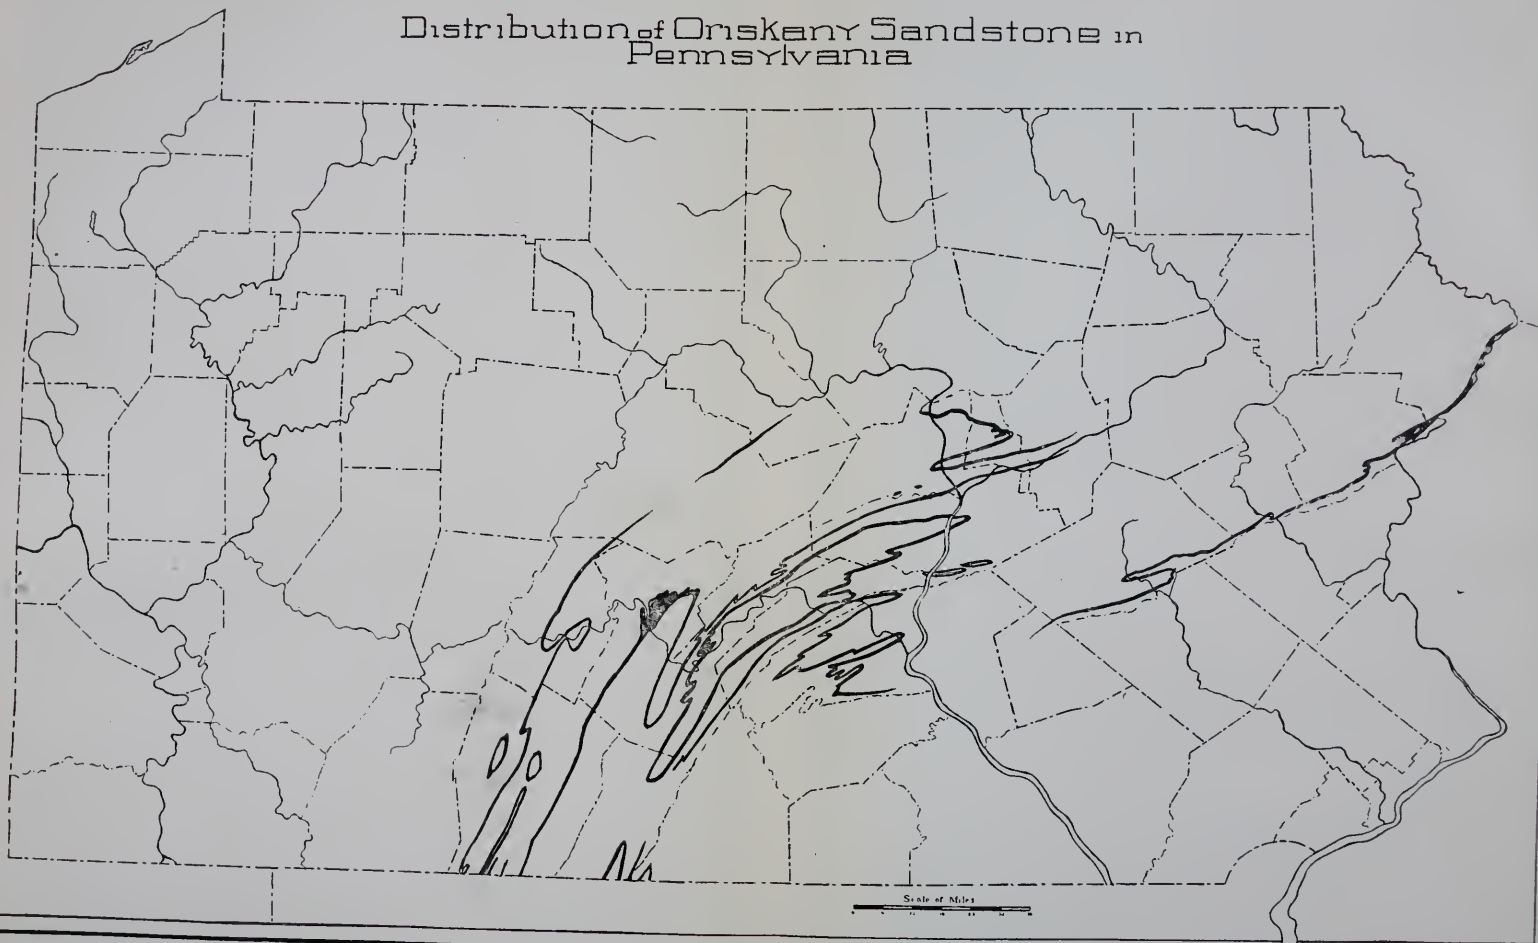 Distribution of Oriskany Sandstone in
Pennsylvania
Scale of Miles